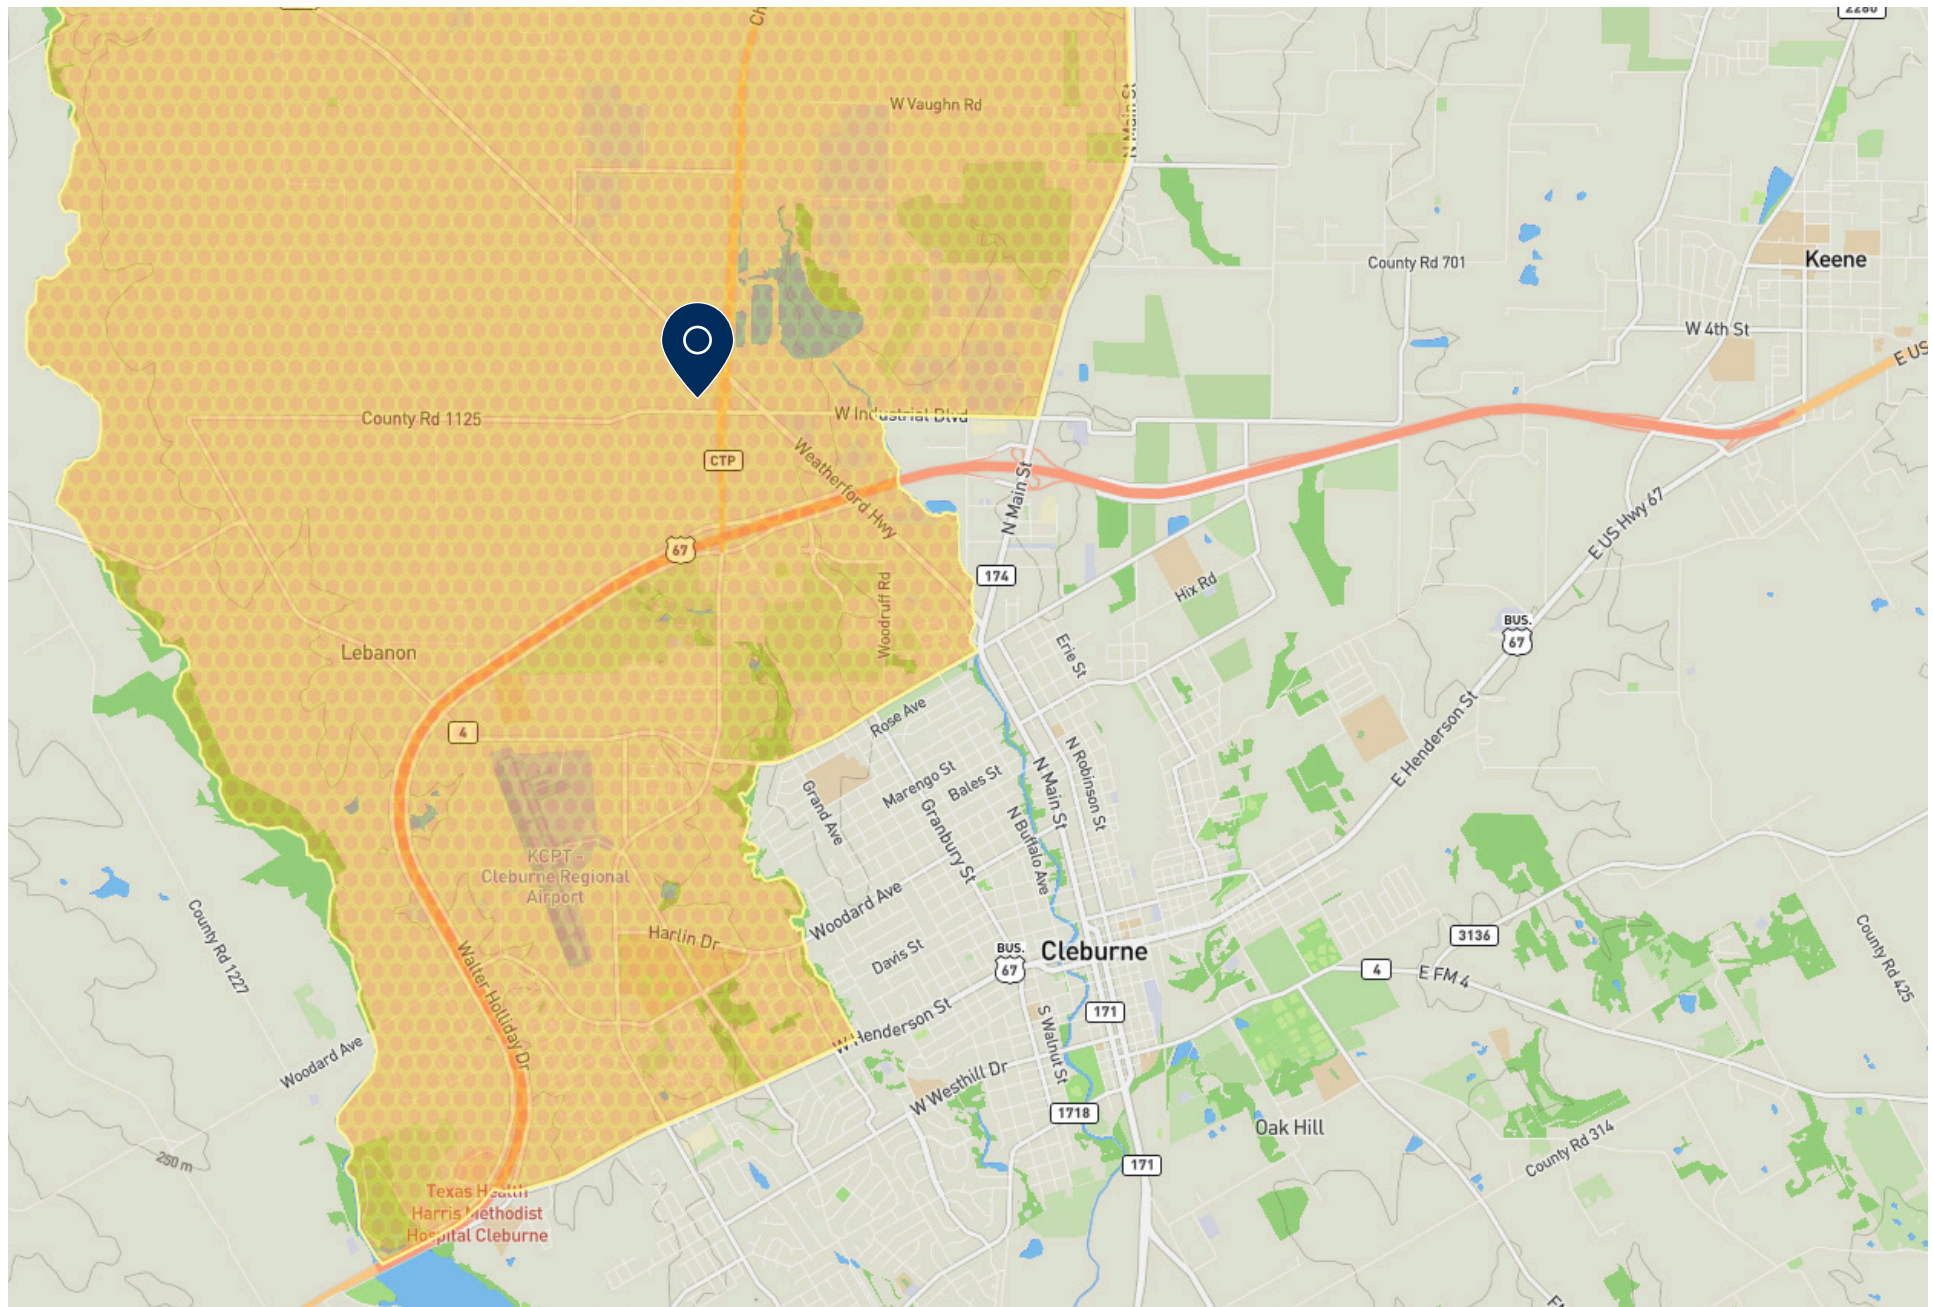 2280
Ch
W Vaughn Rd
N Main St
County Rd 701
Keene
W 4th St
E US
County Rd 1125
W Industrial Blvd
CTP
Weatherford Hwy
N Main St
67
E US Hwy 67
174
Hix Rd
Woodruff Rd
BUS.
67
Erie St
Lebanon
Rose Ave
4
E Henderson St
N Robinson St
N Main St
Marengo St
Bales St
Grand Ave
Granbury St
N Buffalo Ave
KCPT -
Cleburne Regional
Airport
Woodard Ave
County Rd 1227
Harlin Dr
Davis St
BUS.
67
Cleburne
3136
County Rd 425
4
E FM 4
Walter Holliday Dr
171
W Henderson St
S Walnut St
Woodard Ave
W Westhill Dr
1718
Oak Hill
County Rd 314
250 m
171
Texas Health
Harris Methodist
Hospital Cleburne